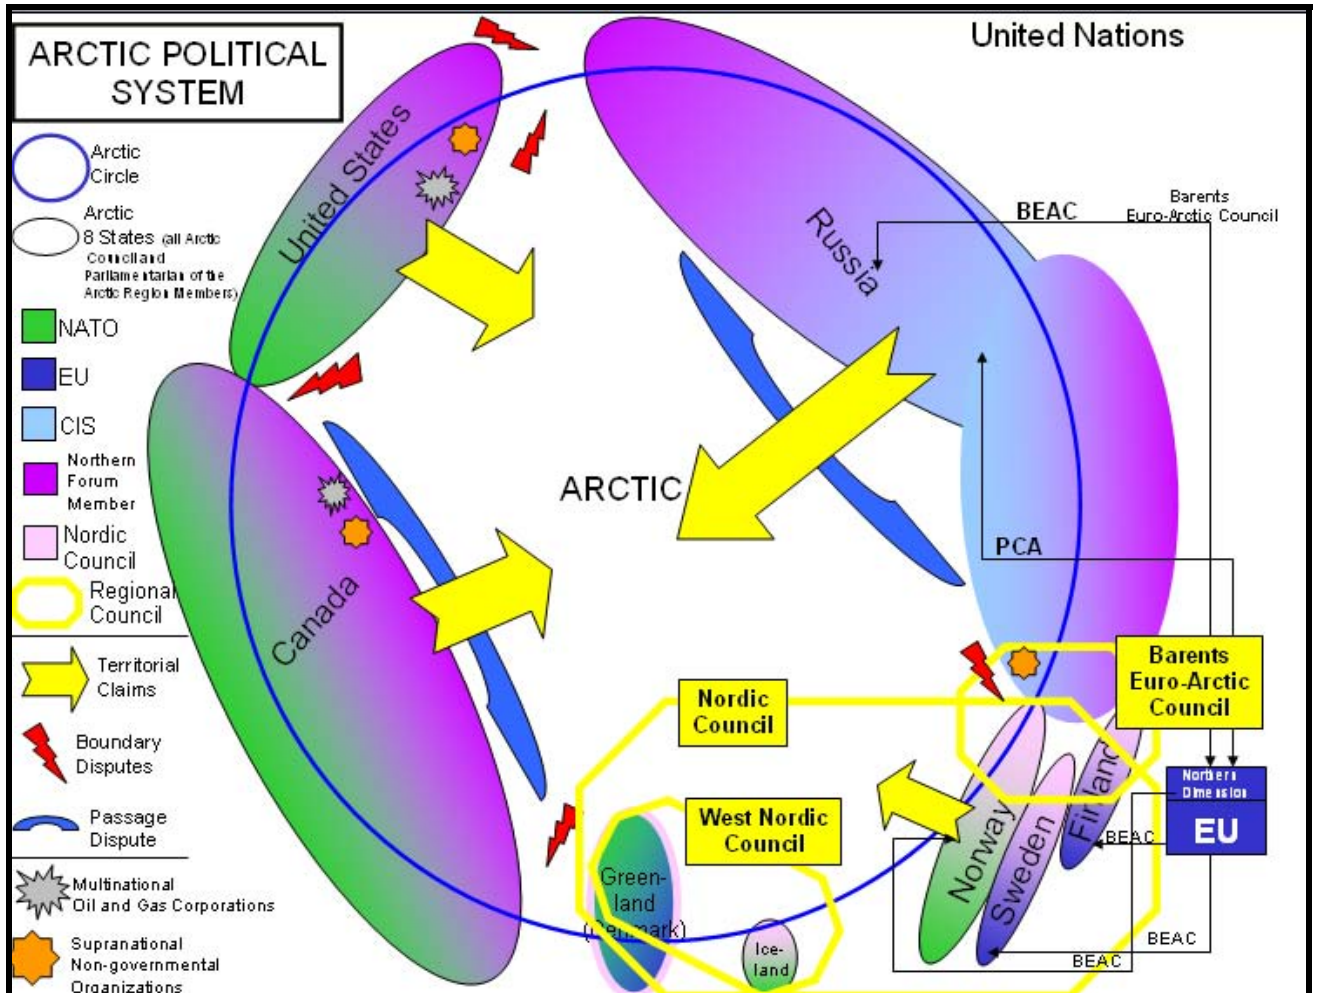 ARCTIC POLITICAL
SYSTEM
United Nations
Arctic
Circle
Arctic
8 States (all Arctic
Council and
Parliamentarian of the
Arctic Region Members)
NATO
EU
CIS
Northern
Forum
Member
Nordic
Council
Regional
Council
Territorial
Claims
Boundary
Disputes
Passage
Dispute
Multinational
Oil and Gas Corporations
Supranational
Non-governmental
Organizations
United States
Canada
Russia
ARCTIC
BEAC
Barents
Euro-Arctic Council
PCA
Barents
Euro-Arctic
Council
Nordic
Council
West Nordic
Council
Green-
land
(Denmark)
Ice-
land
Norway
Sweden
Finland
Northern
Dimension
EU
BEAC
BEAC
BEAC